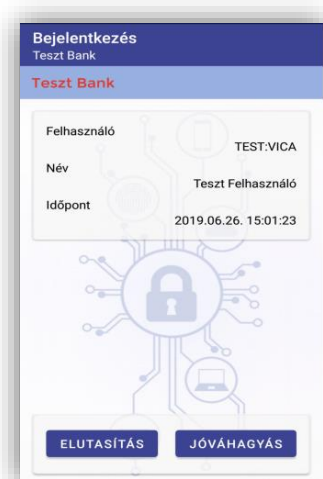 Bejelentkezés
Teszt Bank
Teszt Bank
Felhasználó
TEST:VICA
Név
Teszt Felhasználó
Időpont
2019.06.26. 15:01:23
ELUTASÍTÁS JÓVÁHAGYÁS